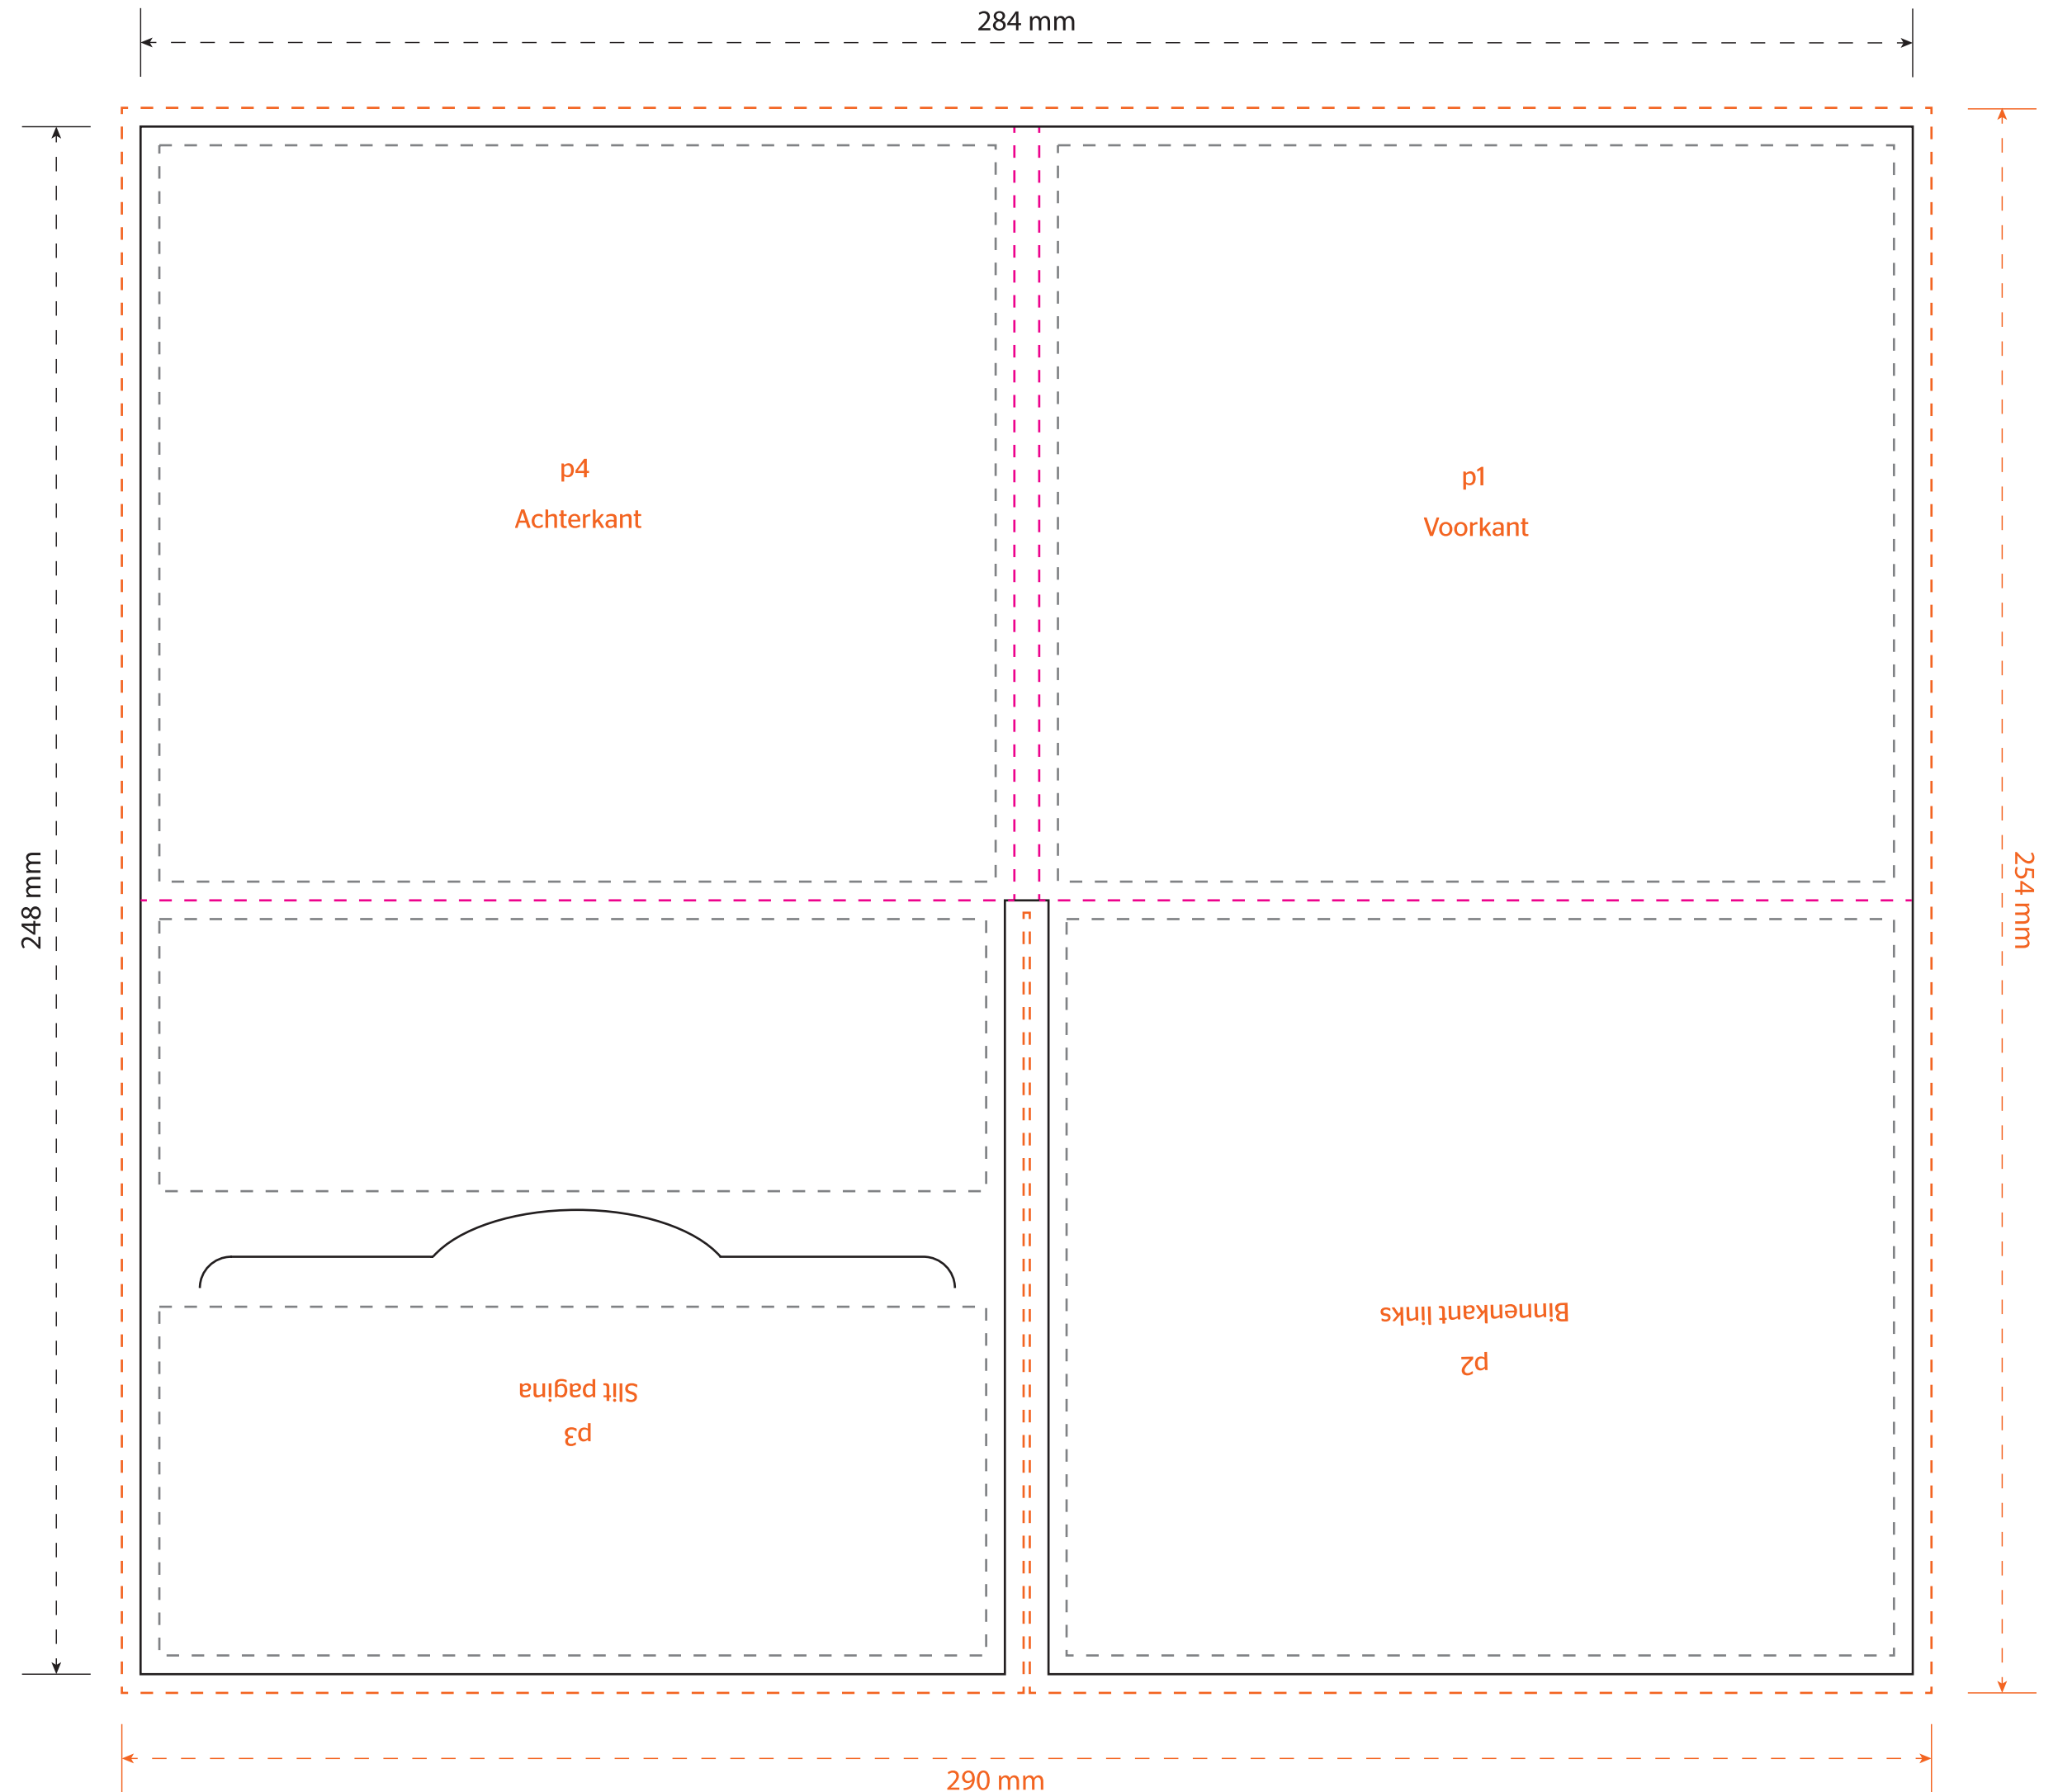 284 mm
p4
Achterkant
p1
Voorkant
248 mm
254 mm
p2
Binnenkant links
p3
Slit pagina
290 mm